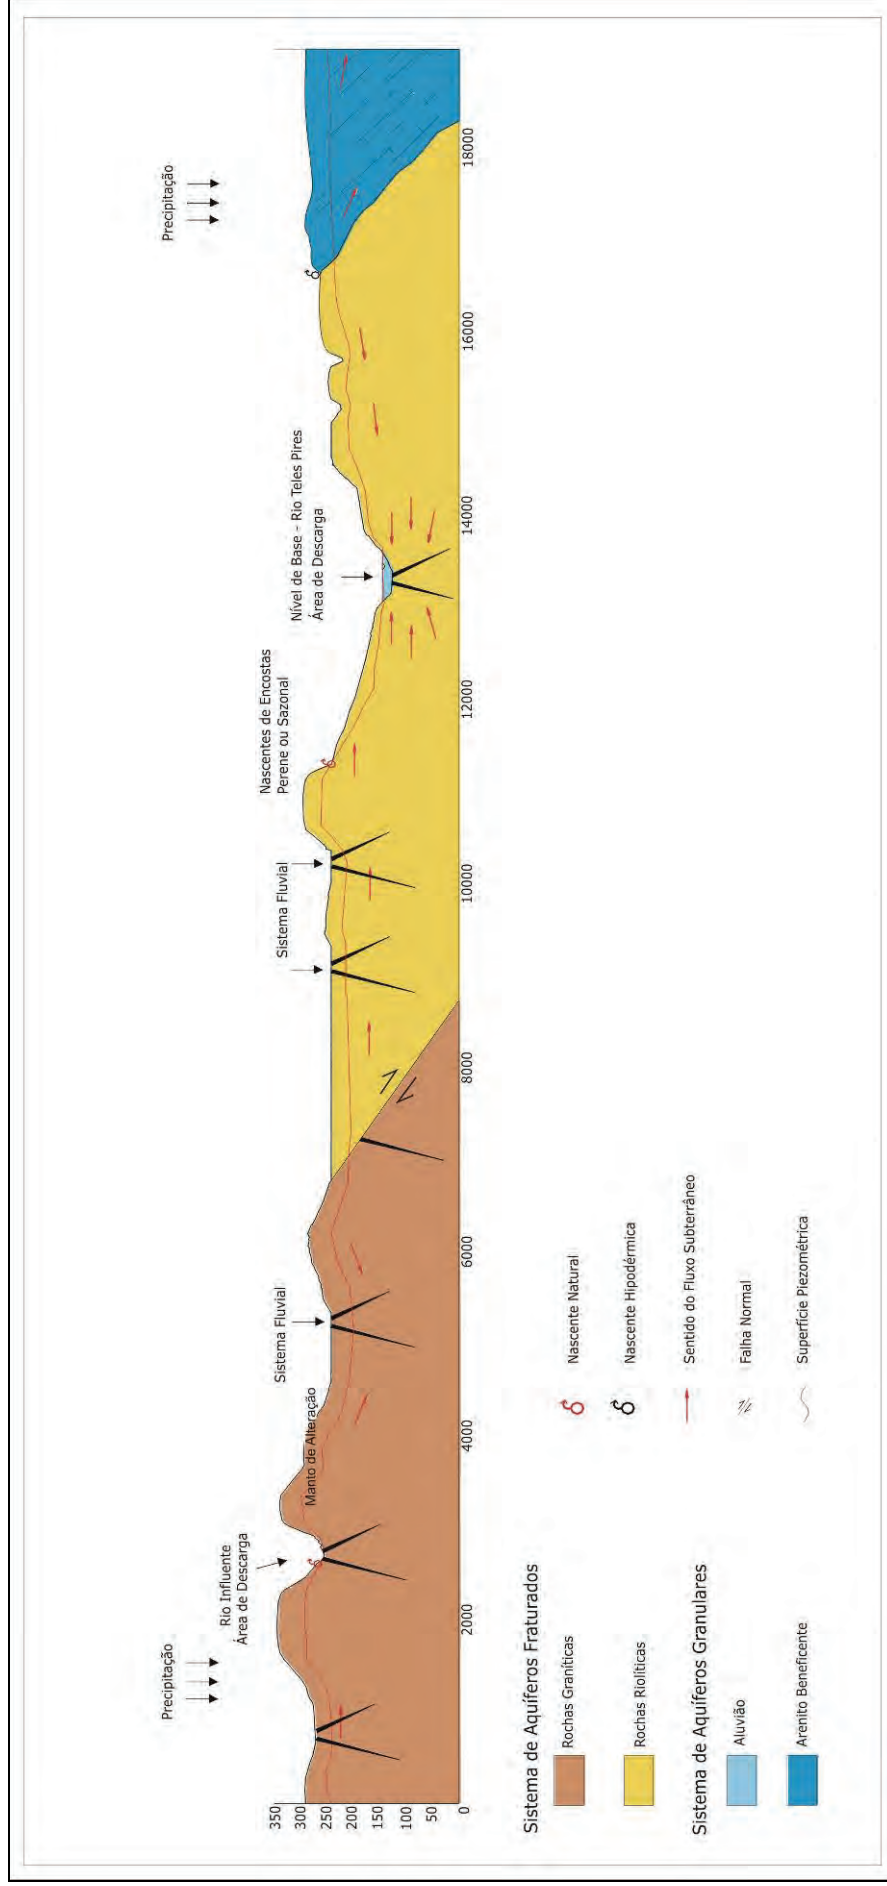 Precipitação
Rio Influente
Área de Descarga
Manto de Alteração
Sistema Fluvial
Sistema Fluvial
Nascentes de Encostas
Perene ou Sazonal
Nível de Base - Rio Teles Pires
Área de Descarga
Precipitação
350
300
250
200
150
100
50
0
2000
4000
6000
8000
10000
12000
14000
16000
18000
Sistema de Aquíferos Fraturados
Rochas Graníticas
Rochas Riolíticas
Sistema de Aquíferos Granulares
Aluvião
Arenito Beneficente
Nascente Natural
Nascente Hipodérmica
Sentido do Fluxo Subterrâneo
Falha Normal
Superfície Piezométrica